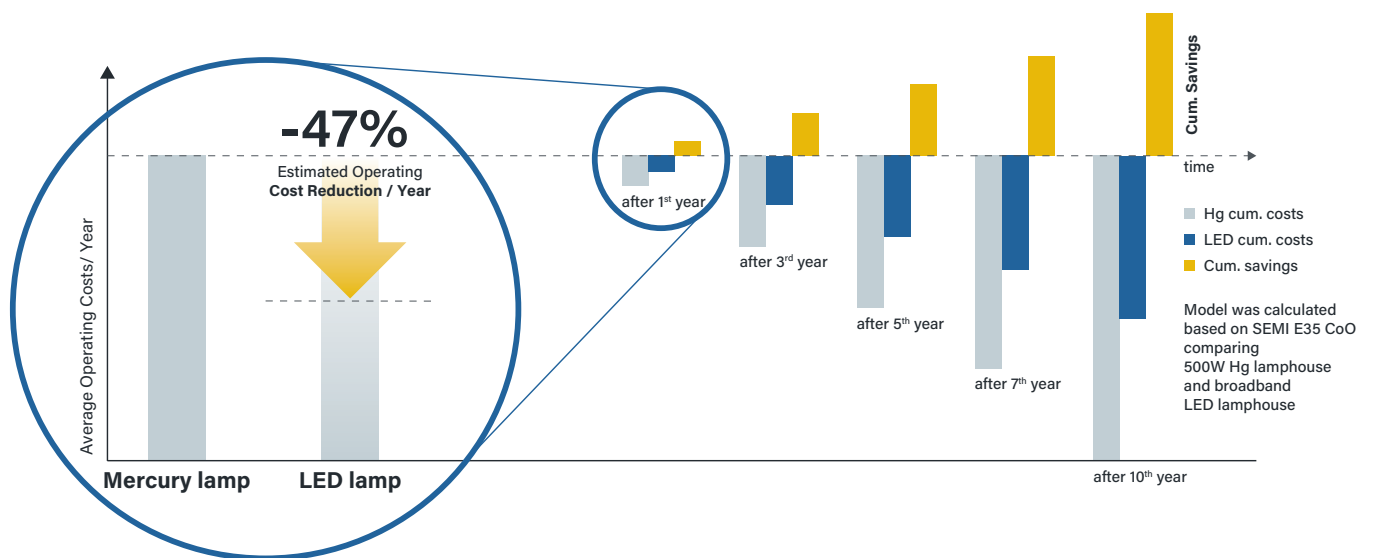 -47%
Estimated Operating
Cost Reduction / Year
Average Operating Costs/ Year
Mercury lamp
LED lamp
after 1st year
after 3rd year
after 5th year
after 7th year
after 10th year
Cum. Savings
time
Hg cum. costs
LED cum. costs
Cum. savings
Model was calculated
based on SEMI E35 CoO
comparing
500W Hg lamphouse
and broadband
LED lamphouse